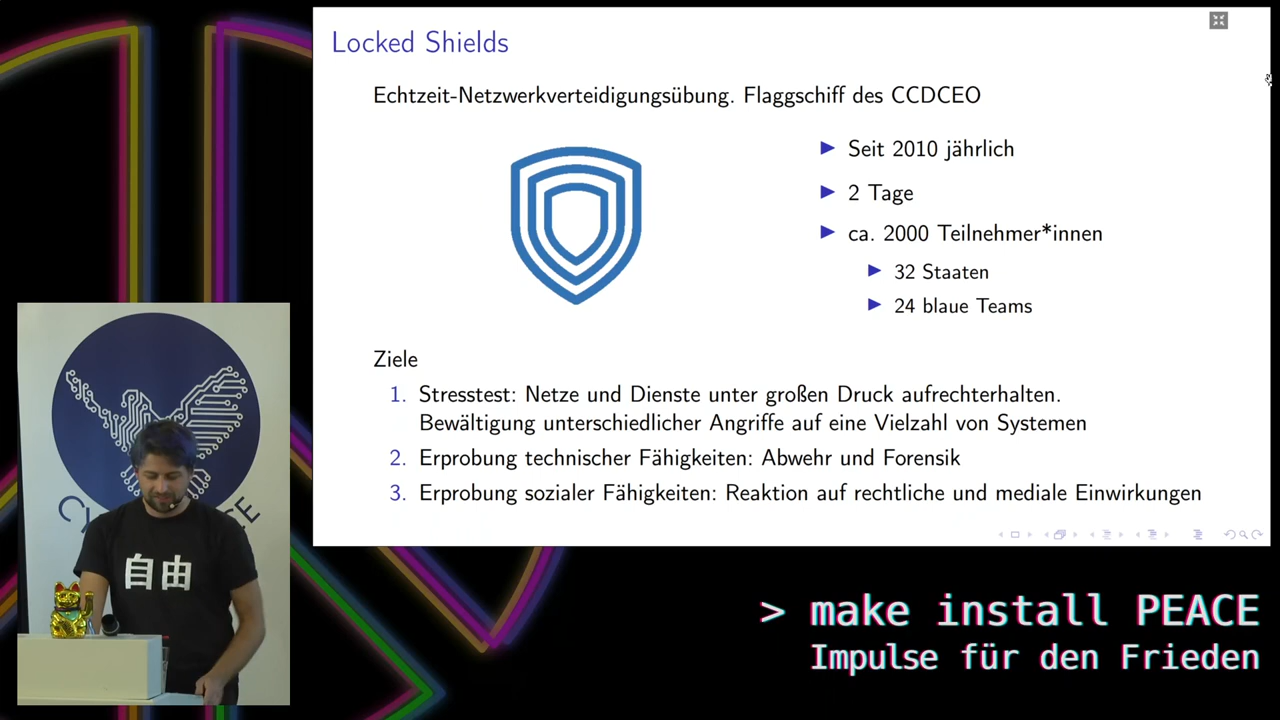 Locked Shields
Echtzeit-Netzwerkverteidigungsübung. Flaggschiff des CCDCEO
Seit 2010 jährlich
2 Tage
ca. 2000 Teilnehmer*innen
32 Staaten
24 blaue Teams
Ziele
1. Stresstest: Netze und Dienste unter großen Druck aufrechterhalten.
Bewältigung unterschiedlicher Angriffe auf eine Vielzahl von Systemen
2. Erprobung technischer Fähigkeiten: Abwehr und Forensik
3. Erprobung sozialer Fähigkeiten: Reaktion auf rechtliche und mediale Einwirkungen
自由
> make install PEACE
Impulse für den Frieden